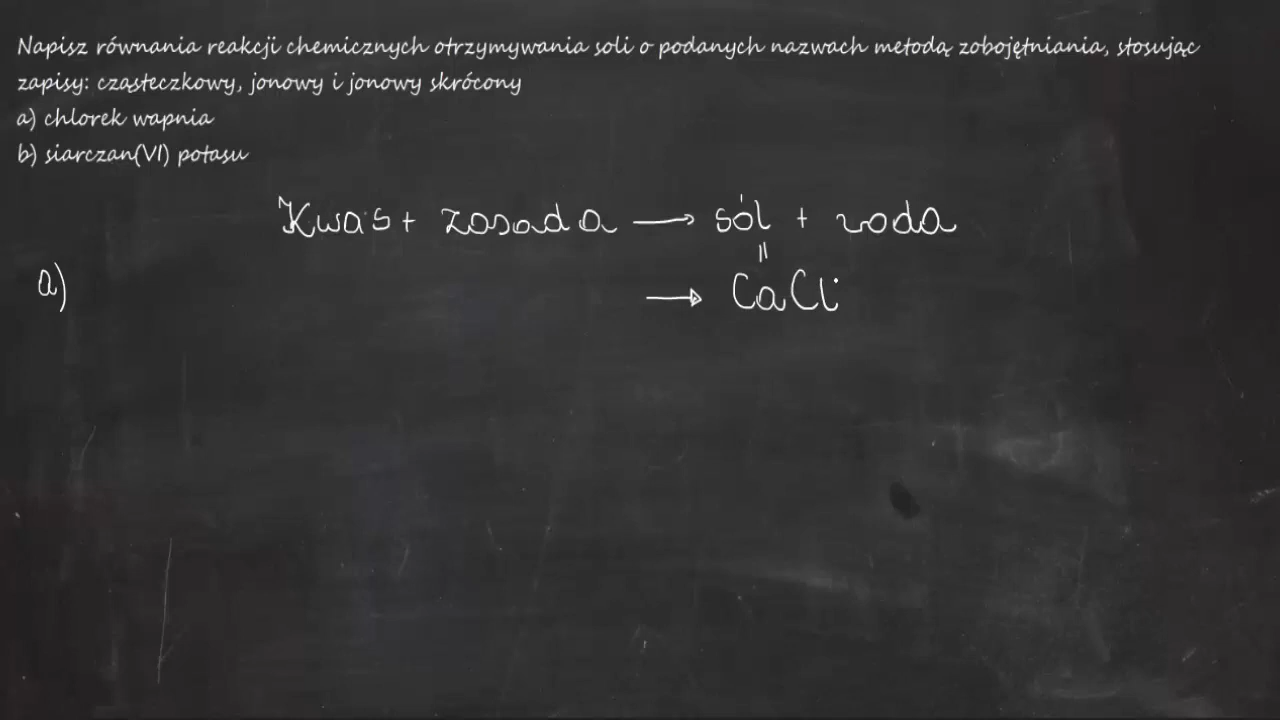 Napisz równania reakcji chemicznych otrzymywania soli o podanych nazwach metodą zobojętniania, stosując
zapisy: cząsteczkowy, jonowy i jonowy skrócony
a) chlorek wapnia
b) siarczan(VI) potasu
Kwas + zasada → sól + woda
=
a) → CaCl